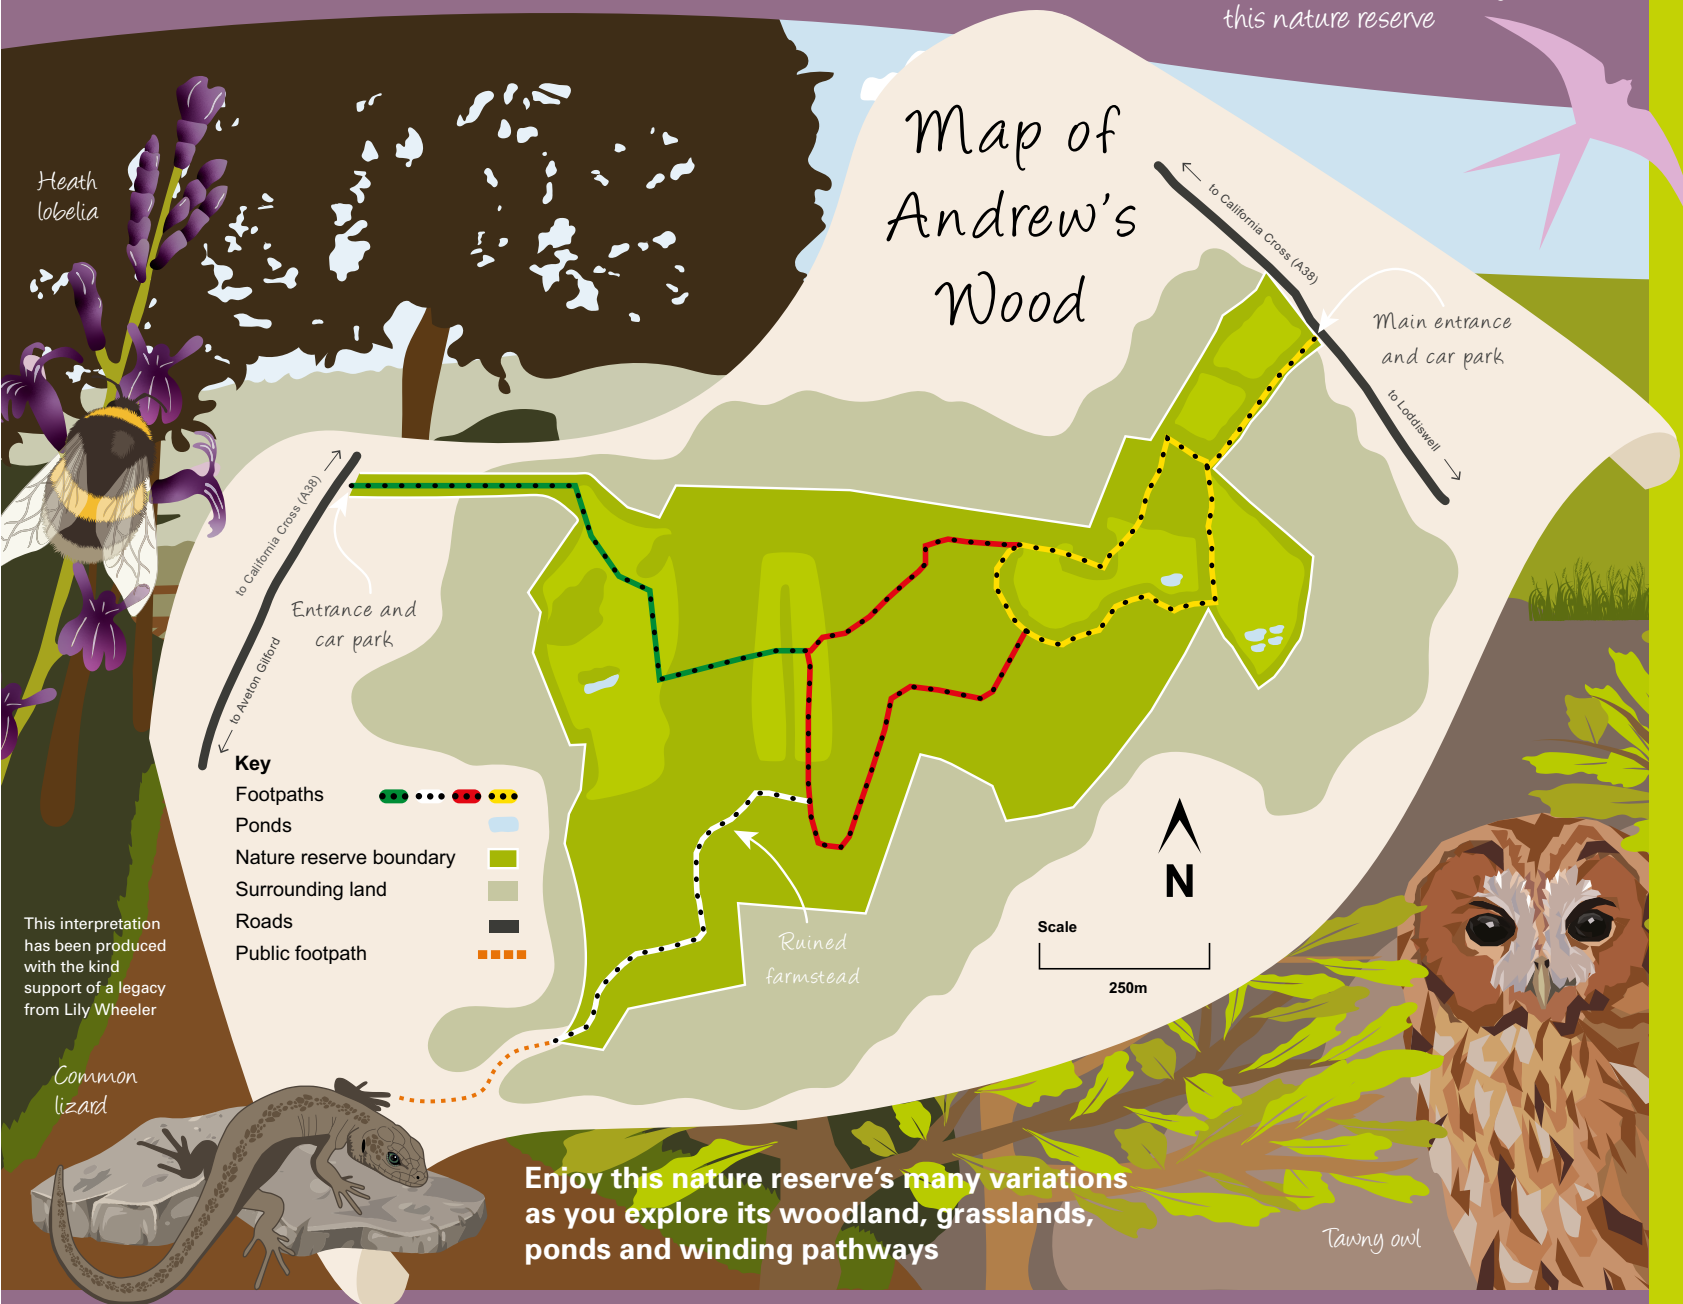 this nature reserve
Map of
Andrew's
Wood
Heath
lobelia
to California Cross (A38)
Main entrance
and car park
to Loddiswell
to California Cross (A38)
Entrance and
car park
to Aveton Gilford
Key
Footpaths
Ponds
Nature reserve boundary
Surrounding land
Roads
Public footpath
Ruined
farmstead
N
Scale
250m
This interpretation
has been produced
with the kind
support of a legacy
from Lily Wheeler
Common
lizard
Enjoy this nature reserve's many variations
as you explore its woodland, grasslands,
ponds and winding pathways
Tawny owl